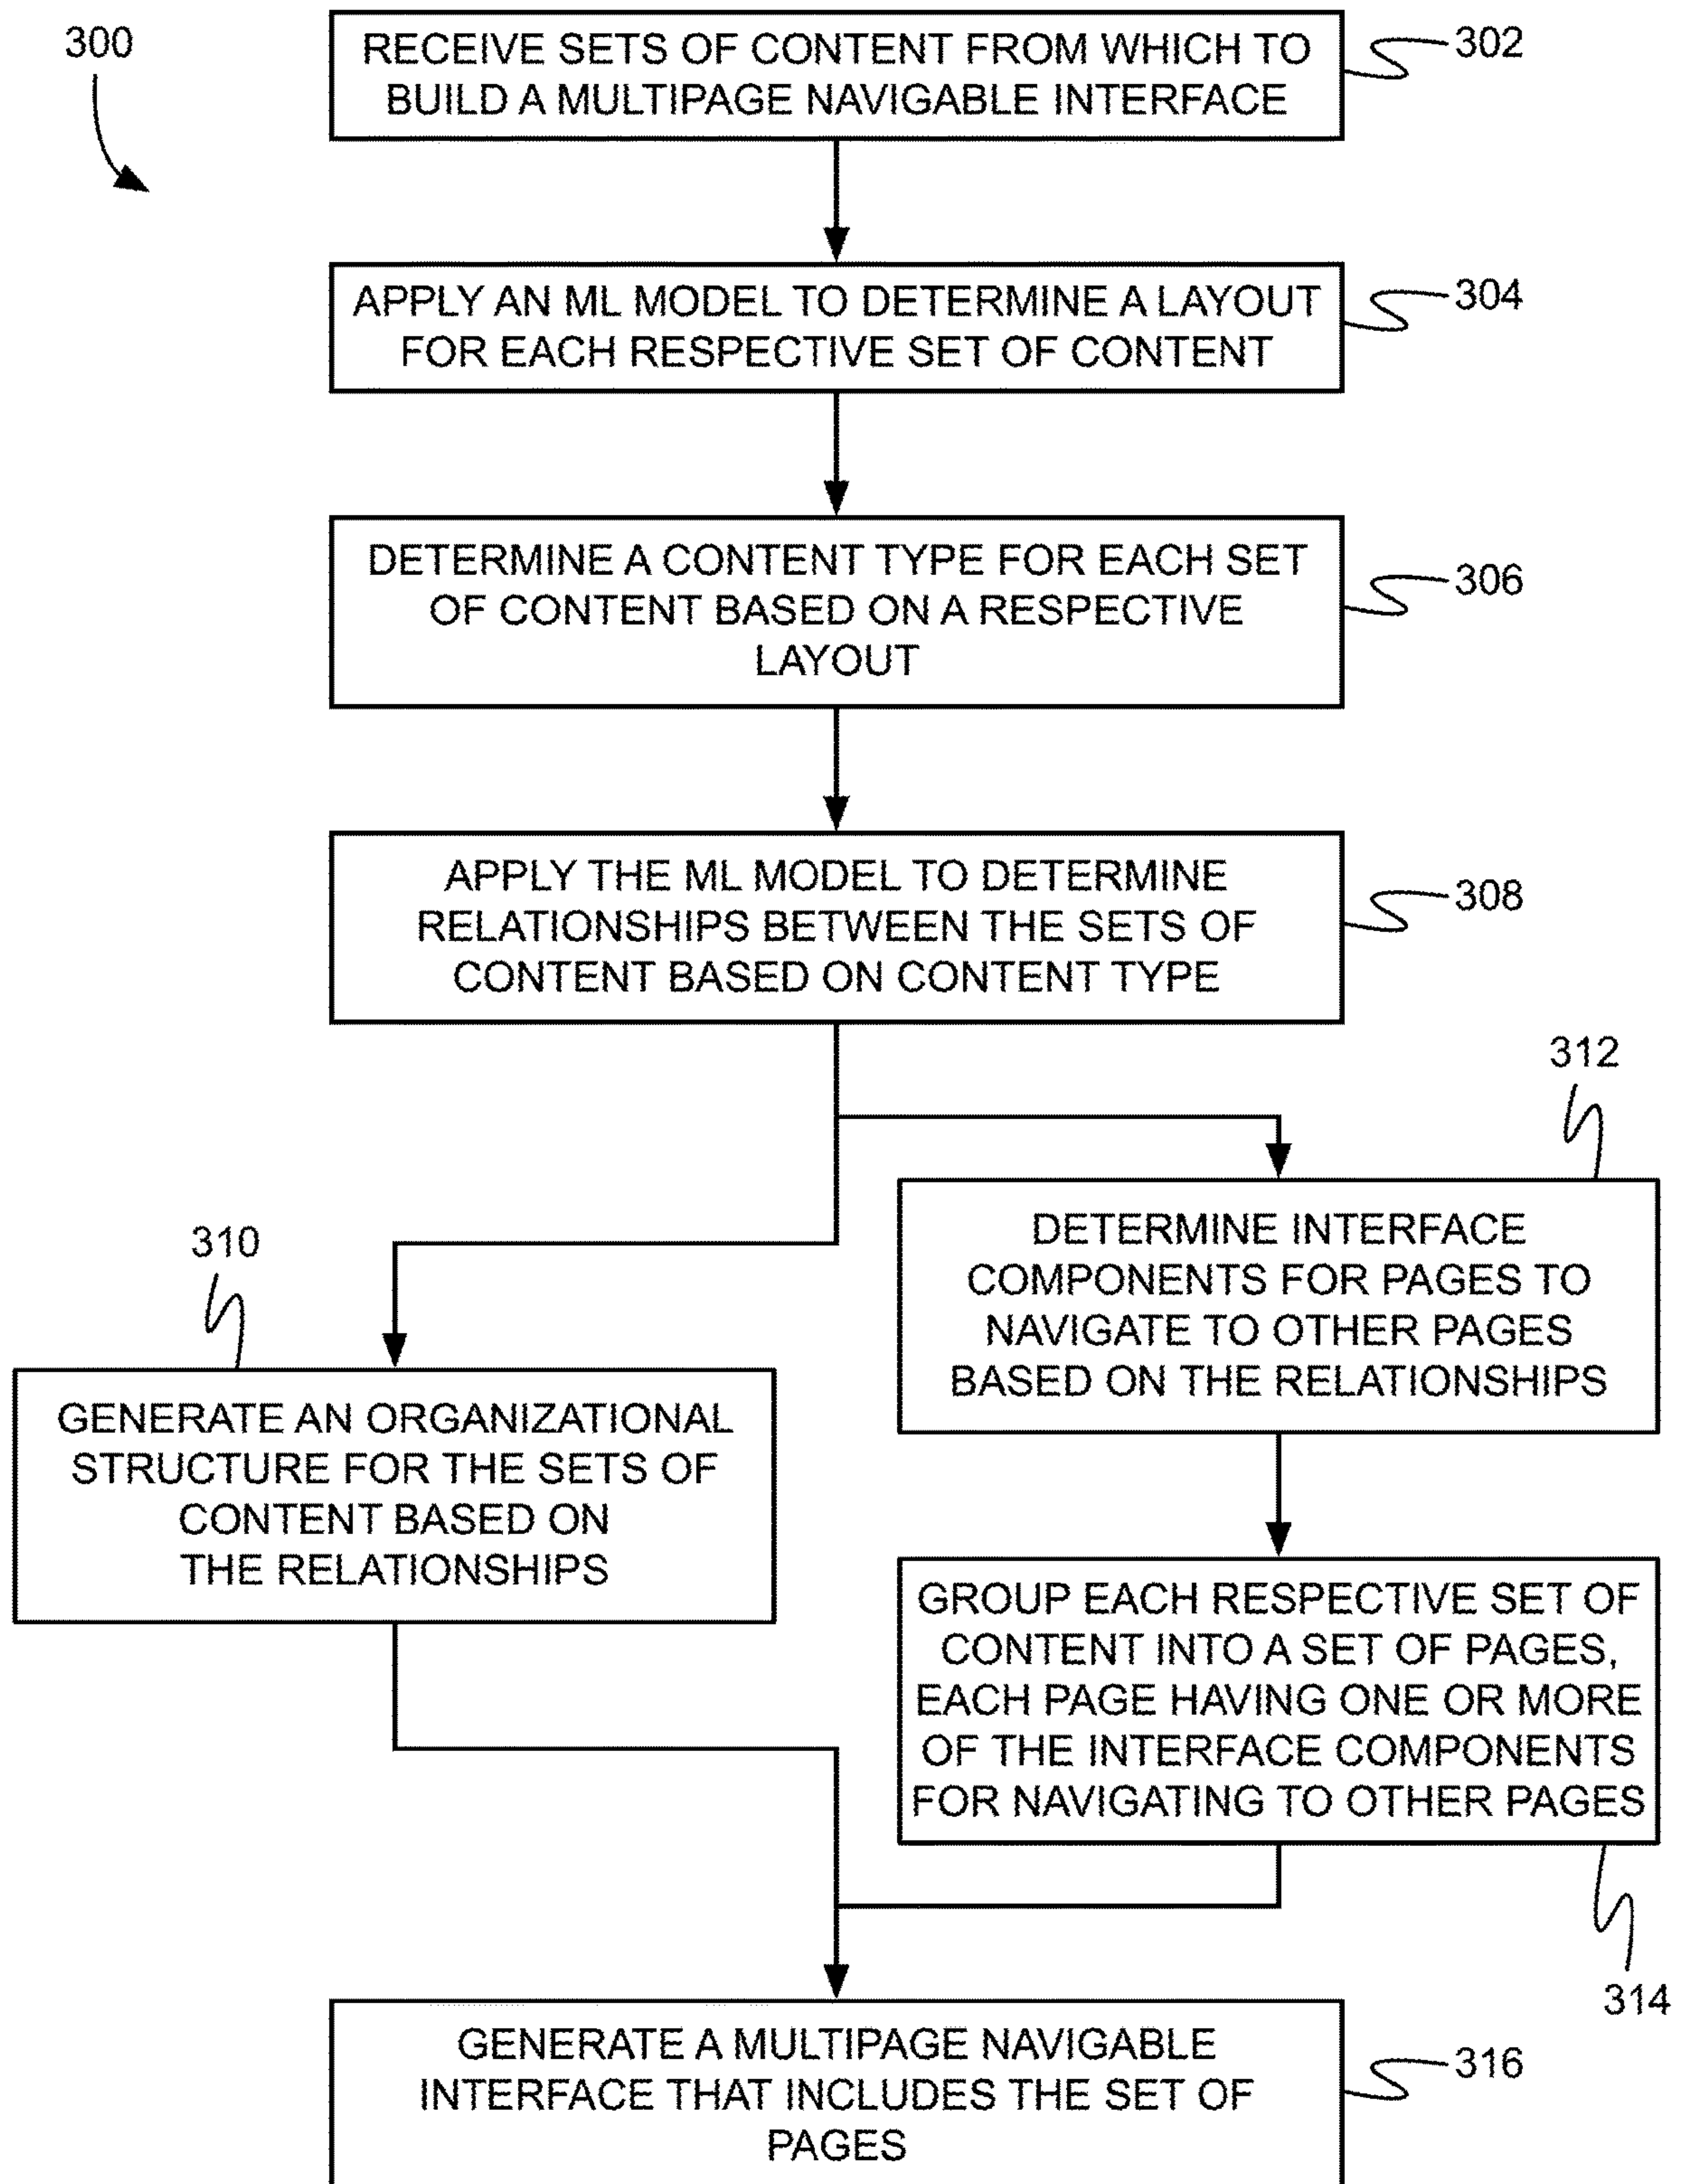 300
RECEIVE SETS OF CONTENT FROM WHICH TO
BUILD A MULTIPAGE NAVIGABLE INTERFACE
302
APPLY AN ML MODEL TO DETERMINE A LAYOUT
FOR EACH RESPECTIVE SET OF CONTENT
304
DETERMINE A CONTENT TYPE FOR EACH SET
OF CONTENT BASED ON A RESPECTIVE
LAYOUT
306
APPLY THE ML MODEL TO DETERMINE
RELATIONSHIPS BETWEEN THE SETS OF
CONTENT BASED ON CONTENT TYPE
308
310
GENERATE AN ORGANIZATIONAL
STRUCTURE FOR THE SETS OF
CONTENT BASED ON
THE RELATIONSHIPS
312
DETERMINE INTERFACE
COMPONENTS FOR PAGES TO
NAVIGATE TO OTHER PAGES
BASED ON THE RELATIONSHIPS
GROUP EACH RESPECTIVE SET OF
CONTENT INTO A SET OF PAGES,
EACH PAGE HAVING ONE OR MORE
OF THE INTERFACE COMPONENTS
FOR NAVIGATING TO OTHER PAGES
314
GENERATE A MULTIPAGE NAVIGABLE
INTERFACE THAT INCLUDES THE SET OF
PAGES
316